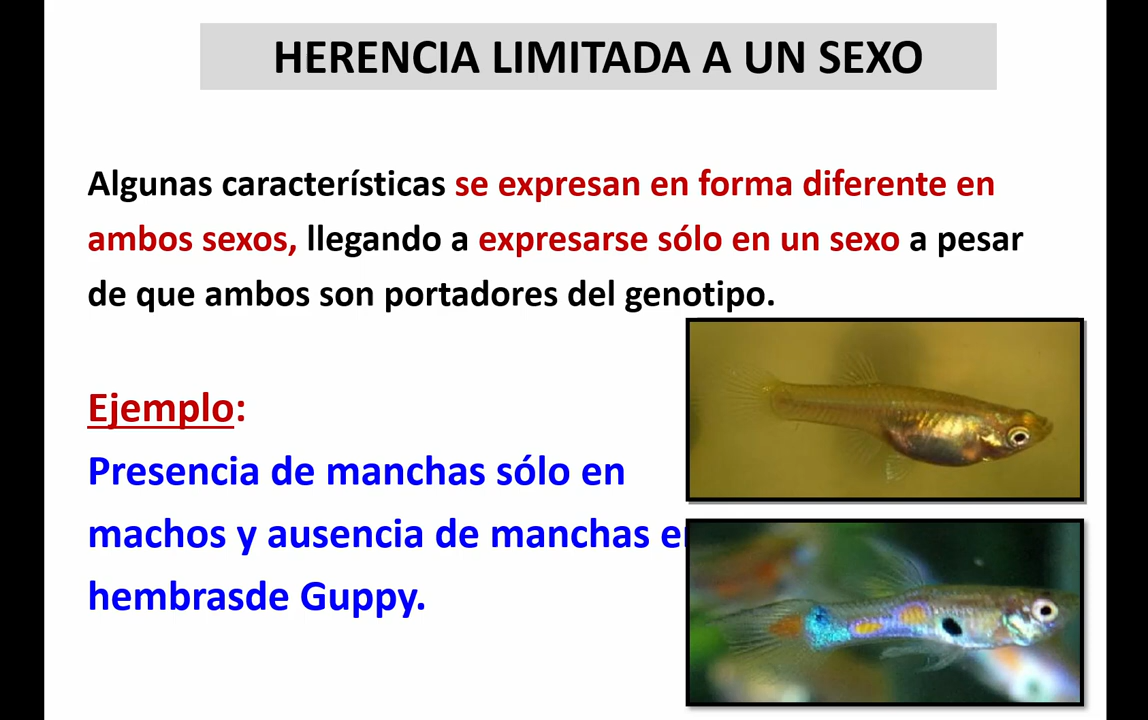 HERENCIA LIMITADA A UN SEXO
Algunas características se expresan en forma diferente en
ambos sexos, llegando a expresarse sólo en un sexo a pesar
de que ambos son portadores del genotipo.
Ejemplo:
Presencia de manchas sólo en
machos y ausencia de manchas en
hembrasde Guppy.